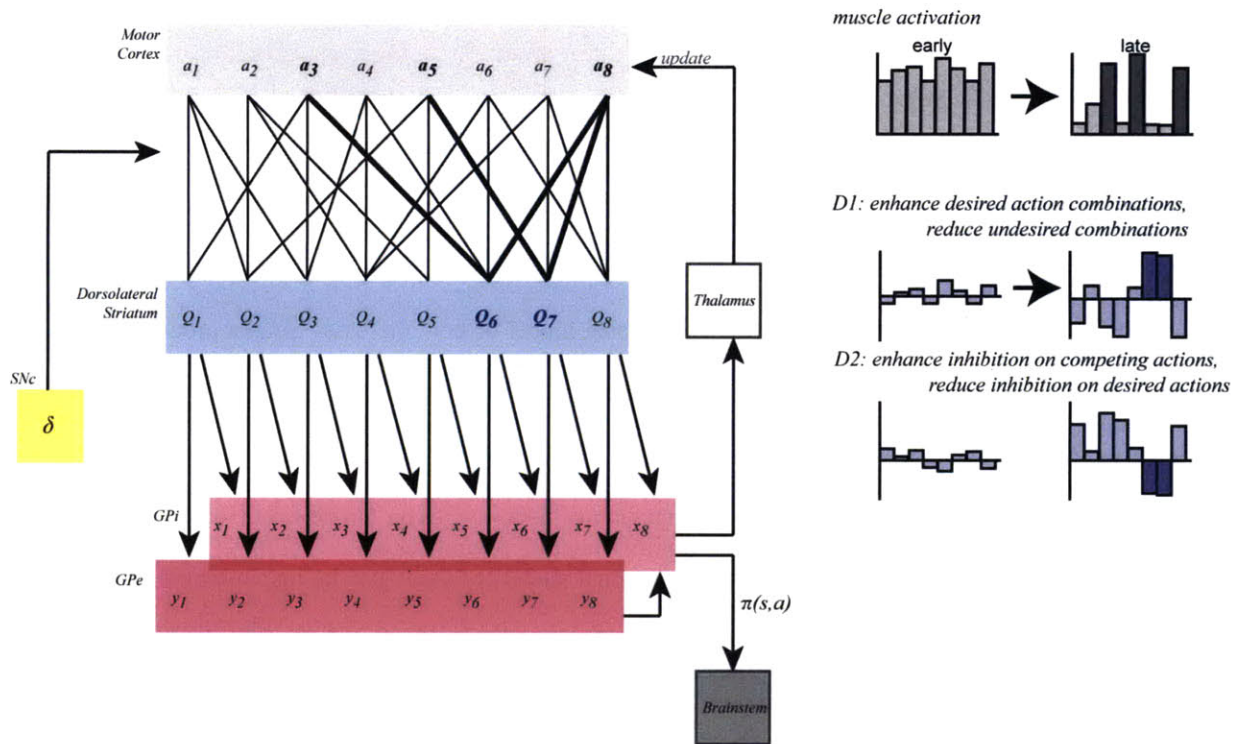 Motor
Cortex
a1 a2 a3 a4 a5 a6 a7 a8
update
Dorsolateral
Striatum
Q1 Q2 Q3 Q4 Q5 Q6 Q7 Q8
Thalamus
SNc
δ
GPi
x1 x2 x3 x4 x5 x6 x7 x8
GPe
y1 y2 y3 y4 y5 y6 y7 y8
π(s,a)
Brainstem
muscle activation
early late
D1: enhance desired action combinations,
reduce undesired combinations
D2: enhance inhibition on competing actions,
reduce inhibition on desired actions